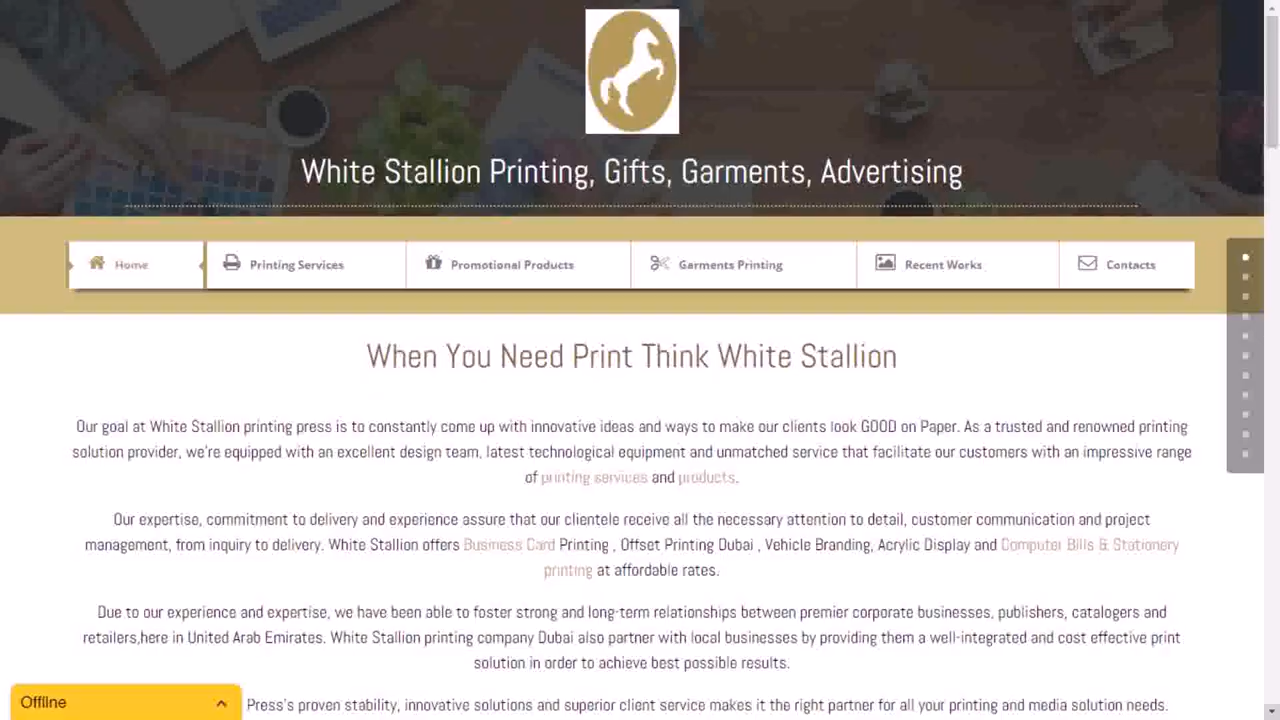 White Stallion Printing, Gifts, Garments, Advertising
Home
Printing Services
Promotional Products
Garments Printing
Recent Works
Contacts
When You Need Print Think White Stallion
Our goal at White Stallion printing press is to constantly come up with innovative ideas and ways to make our clients look GOOD on Paper. As a trusted and renowned printing
solution provider, we're equipped with an excellent design team, latest technological equipment and unmatched service that facilitate our customers with an impressive range
of printing services and products.
Our expertise, commitment to delivery and experience assure that our clientele receive all the necessary attention to detail, customer communication and project
management, from inquiry to delivery. White Stallion offers Business Card Printing , Offset Printing Dubai , Vehicle Branding, Acrylic Display and Computer Bills & Stationery
printing at affordable rates.
Due to our experience and expertise, we have been able to foster strong and long-term relationships between premier corporate businesses, publishers, catalogers and
retailers,here in United Arab Emirates. White Stallion printing company Dubai also partner with local businesses by providing them a well-integrated and cost effective print
solution in order to achieve best possible results.
Press's proven stability, innovative solutions and superior client service makes it the right partner for all your printing and media solution needs.
Offline